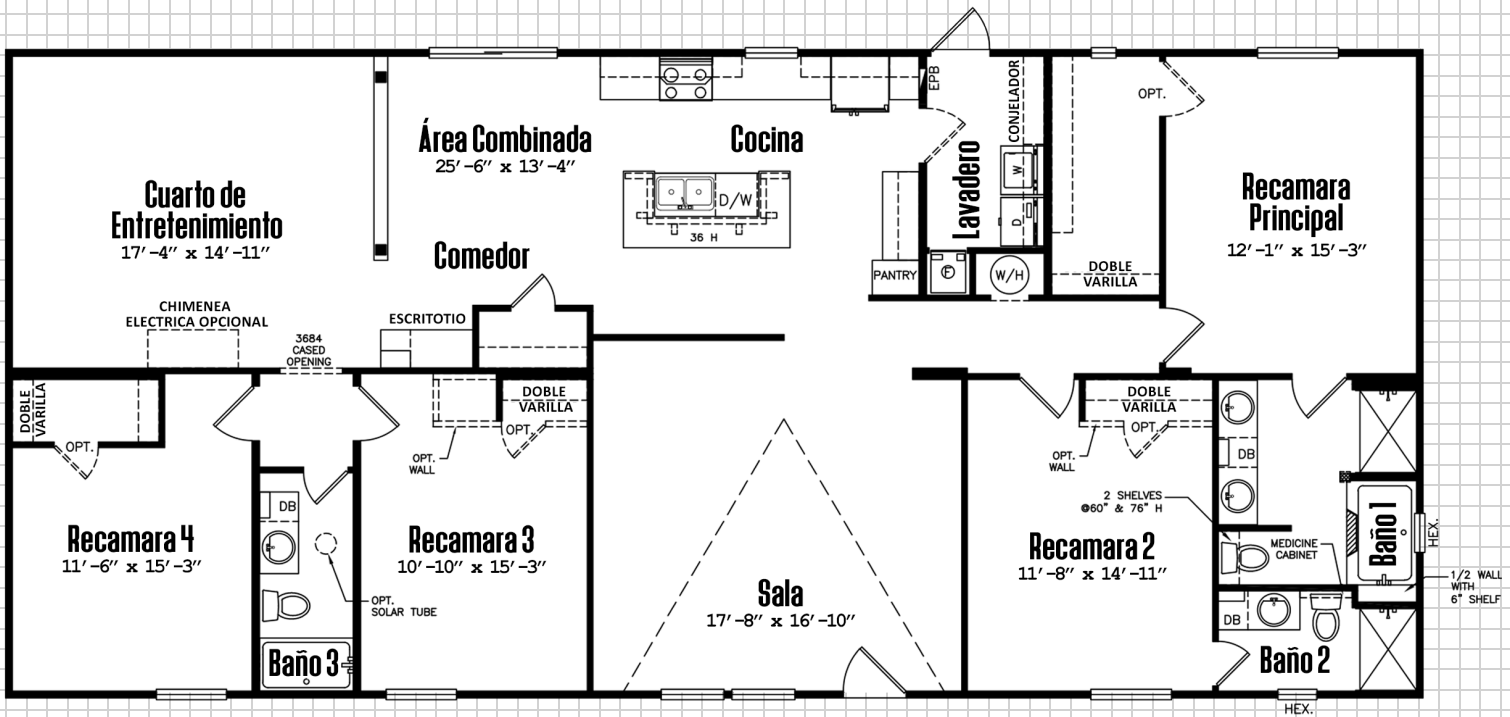 Cuarto de
Entretenimiento
17'-4" x 14'-11"
CHIMENEA
ELECTRICA OPCIONAL
3684
CASED
OPENING
Área Combinada
25'-6" x 13'-4"
Comedor
ESCRITOTIO
Cocina
D/W
36 H
PANTRY
EPB
CONJELADOR
Lavadero
W
D
F
W/H
OPT.
DOBLE
VARILLA
Recamara
Principal
12'-1" x 15'-3"
DOBLE
VARILLA
OPT.
Recamara 4
11'-6" x 15'-3"
DB
OPT.
SOLAR TUBE
Baño 3
OPT.
WALL
DOBLE
VARILLA
OPT.
Recamara 3
10'-10" x 15'-3"
Sala
17'-8" x 16'-10"
DOBLE
VARILLA
OPT.
OPT.
WALL
2 SHELVES
@60" & 76" H
Recamara 2
11'-8" x 14'-11"
DB
MEDICINE
CABINET
Baño 1
HEX.
1/2 WALL
WITH
6" SHELF
DB
Baño 2
HEX.